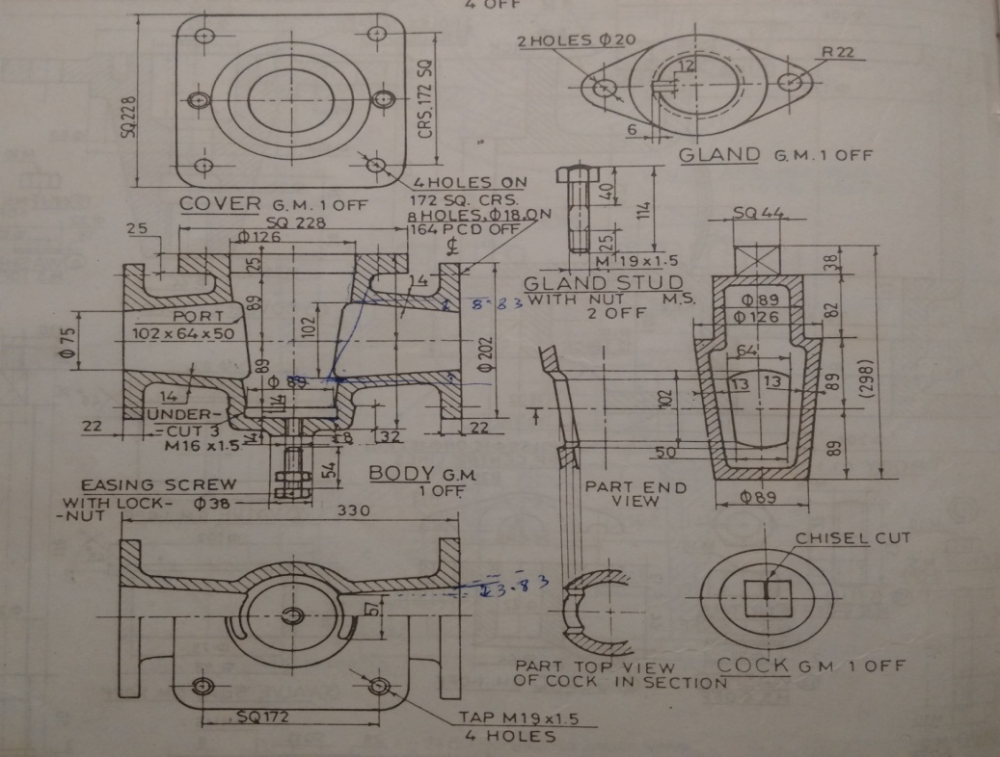 4 OFF
2 HOLES Φ20
R 22
12
6
GLAND G.M. 1 OFF
SQ 228
CRS. 172 SQ
COVER G.M. 1 OFF
4 HOLES ON
172 SQ. CRS.
8 HOLES, Φ18, ON
164 PCD OFF ℄
40
114
25
M 19 x 1.5
GLAND STUD
WITH NUT M.S.
2 OFF
SQ 228
Φ126
25
25
89
14
8.83
PORT
102 x 64 x 50
102
Φ75
89
Φ 89
Φ202
14
14
22
UNDER-
-CUT 3
M16 x 1.5
32
22
54
BODY G.M.
1 OFF
EASING SCREW
WITH LOCK-
-NUT
Φ38
330
SQ 44
38
Φ89
Φ126
82
64
13
13
89
(298)
102
50
89
Φ89
PART END
VIEW
CHISEL CUT
57
PART TOP VIEW
OF COCK IN SECTION
COCK G M 1 OFF
SQ172
TAP M19 x 1.5
4 HOLES